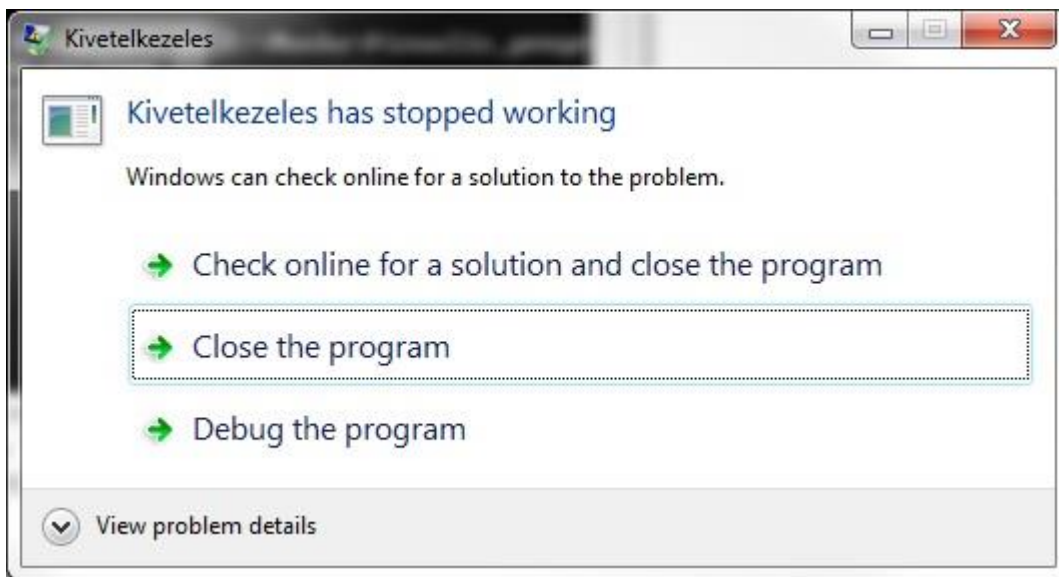 Kivetelkezeles
Kivetelkezeles has stopped working
Windows can check online for a solution to the problem.
Check online for a solution and close the program
Close the program
Debug the program
View problem details